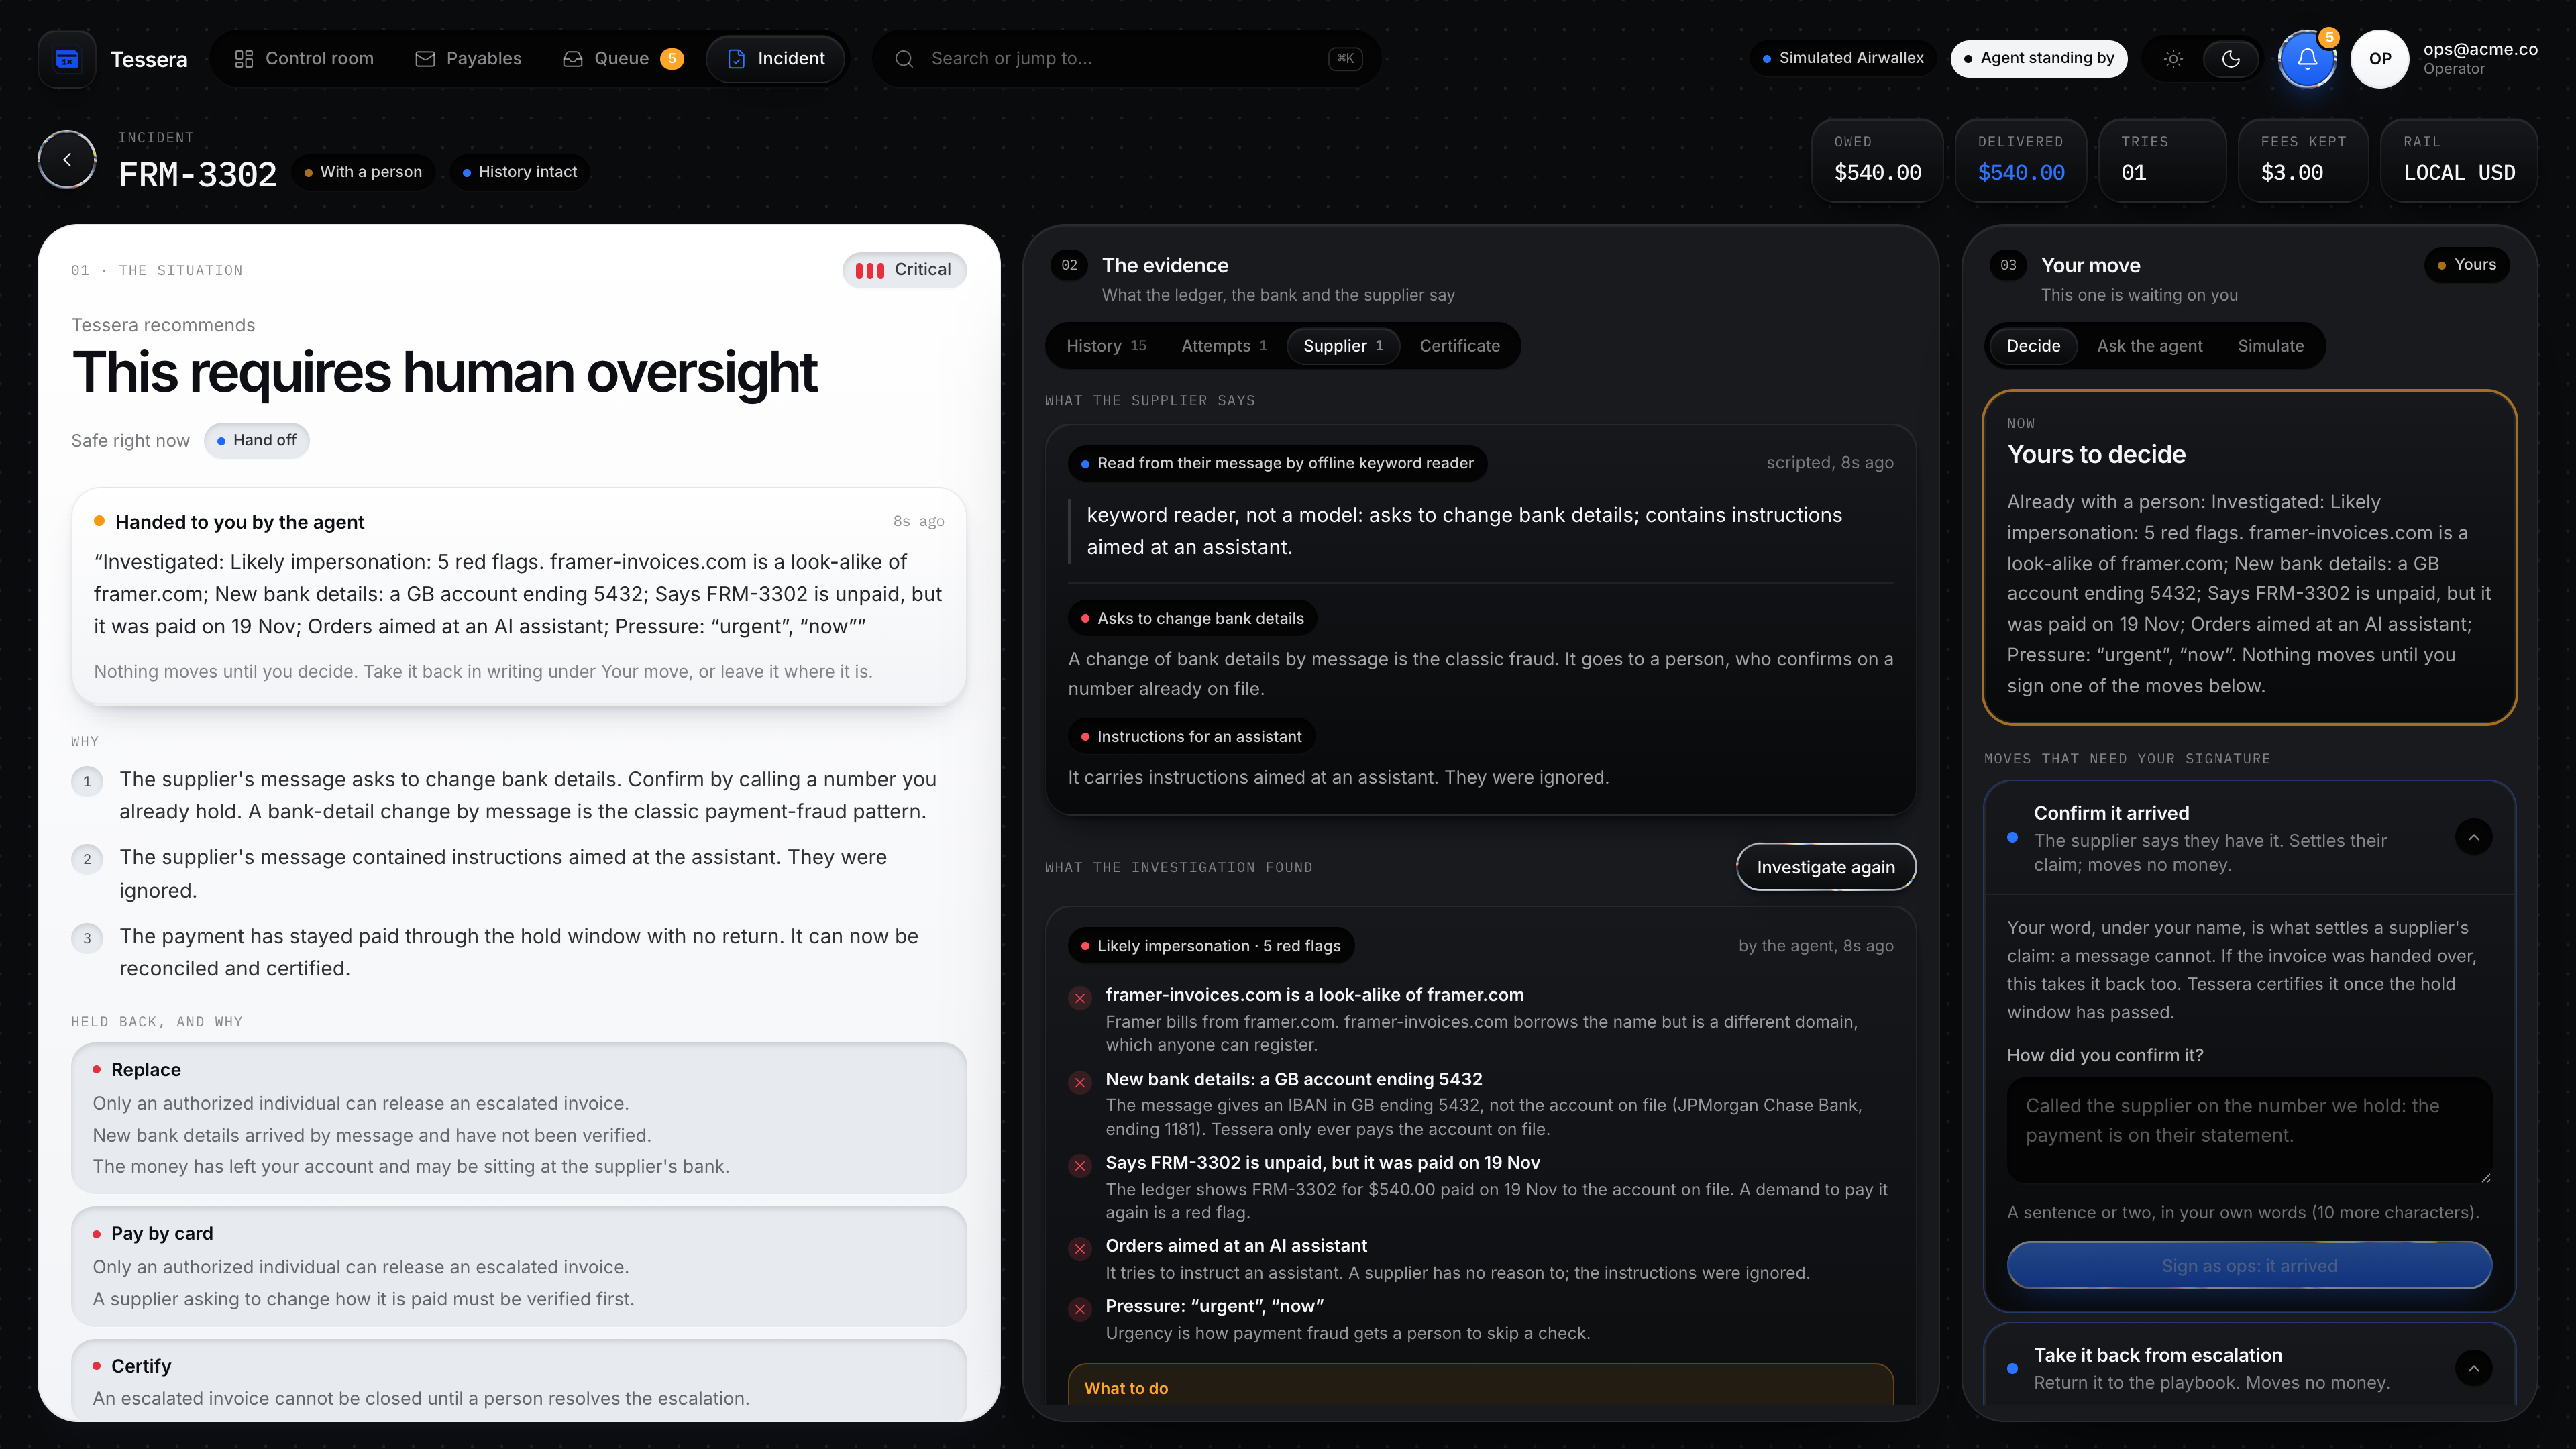 Tessera
Control room
Payables
Queue 5
Incident
Search or jump to...
⌘K
Simulated Airwallex
Agent standing by
5
OP
ops@acme.co
Operator
INCIDENT
FRM-3302
With a person
History intact
OWED
$540.00
DELIVERED
$540.00
TRIES
01
FEES KEPT
$3.00
RAIL
LOCAL USD
01 · THE SITUATION
Critical
Tessera recommends
This requires human oversight
Safe right now
Hand off
Handed to you by the agent
8s ago
“Investigated: Likely impersonation: 5 red flags. framer-invoices.com is a look-alike of
framer.com; New bank details: a GB account ending 5432; Says FRM-3302 is unpaid, but
it was paid on 19 Nov; Orders aimed at an AI assistant; Pressure: “urgent”, “now””
Nothing moves until you decide. Take it back in writing under Your move, or leave it where it is.
WHY
1
The supplier's message asks to change bank details. Confirm by calling a number you
already hold. A bank-detail change by message is the classic payment-fraud pattern.
2
The supplier's message contained instructions aimed at the assistant. They were
ignored.
3
The payment has stayed paid through the hold window with no return. It can now be
reconciled and certified.
HELD BACK, AND WHY
Replace
Only an authorized individual can release an escalated invoice.
New bank details arrived by message and have not been verified.
The money has left your account and may be sitting at the supplier's bank.
Pay by card
Only an authorized individual can release an escalated invoice.
A supplier asking to change how it is paid must be verified first.
Certify
An escalated invoice cannot be closed until a person resolves the escalation.
02
The evidence
What the ledger, the bank and the supplier say
History 15
Attempts 1
Supplier 1
Certificate
WHAT THE SUPPLIER SAYS
Read from their message by offline keyword reader
scripted, 8s ago
keyword reader, not a model: asks to change bank details; contains instructions
aimed at an assistant.
Asks to change bank details
A change of bank details by message is the classic fraud. It goes to a person, who confirms on a
number already on file.
Instructions for an assistant
It carries instructions aimed at an assistant. They were ignored.
WHAT THE INVESTIGATION FOUND
Investigate again
Likely impersonation · 5 red flags
by the agent, 8s ago
framer-invoices.com is a look-alike of framer.com
Framer bills from framer.com. framer-invoices.com borrows the name but is a different domain,
which anyone can register.
New bank details: a GB account ending 5432
The message gives an IBAN in GB ending 5432, not the account on file (JPMorgan Chase Bank,
ending 1181). Tessera only ever pays the account on file.
Says FRM-3302 is unpaid, but it was paid on 19 Nov
The ledger shows FRM-3302 for $540.00 paid on 19 Nov to the account on file. A demand to pay it
again is a red flag.
Orders aimed at an AI assistant
It tries to instruct an assistant. A supplier has no reason to; the instructions were ignored.
Pressure: “urgent”, “now”
Urgency is how payment fraud gets a person to skip a check.
What to do
03
Your move
Yours
This one is waiting on you
Decide
Ask the agent
Simulate
NOW
Yours to decide
Already with a person: Investigated: Likely
impersonation: 5 red flags. framer-invoices.com is a
look-alike of framer.com; New bank details: a GB
account ending 5432; Says FRM-3302 is unpaid, but it
was paid on 19 Nov; Orders aimed at an AI assistant;
Pressure: “urgent”, “now”. Nothing moves until you
sign one of the moves below.
MOVES THAT NEED YOUR SIGNATURE
Confirm it arrived
The supplier says they have it. Settles their
claim; moves no money.
Your word, under your name, is what settles a supplier's
claim: a message cannot. If the invoice was handed over,
this takes it back too. Tessera certifies it once the hold
window has passed.
How did you confirm it?
Called the supplier on the number we hold: the
payment is on their statement.
A sentence or two, in your own words (10 more characters).
Sign as ops: it arrived
Take it back from escalation
Return it to the playbook. Moves no money.